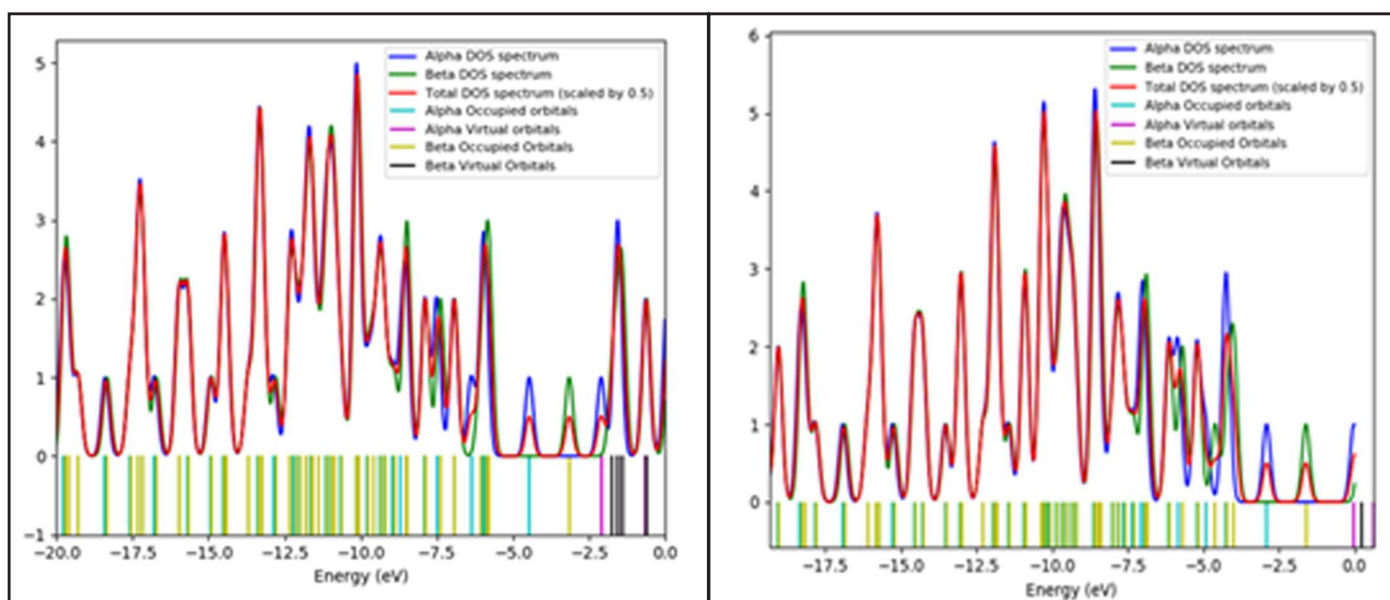 5
4
3
2
1
0
−1
−20.0 −17.5 −15.0 −12.5 −10.0 −7.5 −5.0 −2.5 0.0
Energy (eV)
Alpha DOS spectrum
Beta DOS spectrum
Total DOS spectrum (scaled by 0.5)
Alpha Occupied orbitals
Alpha Virtual orbitals
Beta Occupied Orbitals
Beta Virtual Orbitals
6
5
4
3
2
1
0
−17.5 −15.0 −12.5 −10.0 −7.5 −5.0 −2.5 0.0
Energy (eV)
Alpha DOS spectrum
Beta DOS spectrum
Total DOS spectrum (scaled by 0.5)
Alpha Occupied orbitals
Alpha Virtual orbitals
Beta Occupied Orbitals
Beta Virtual Orbitals